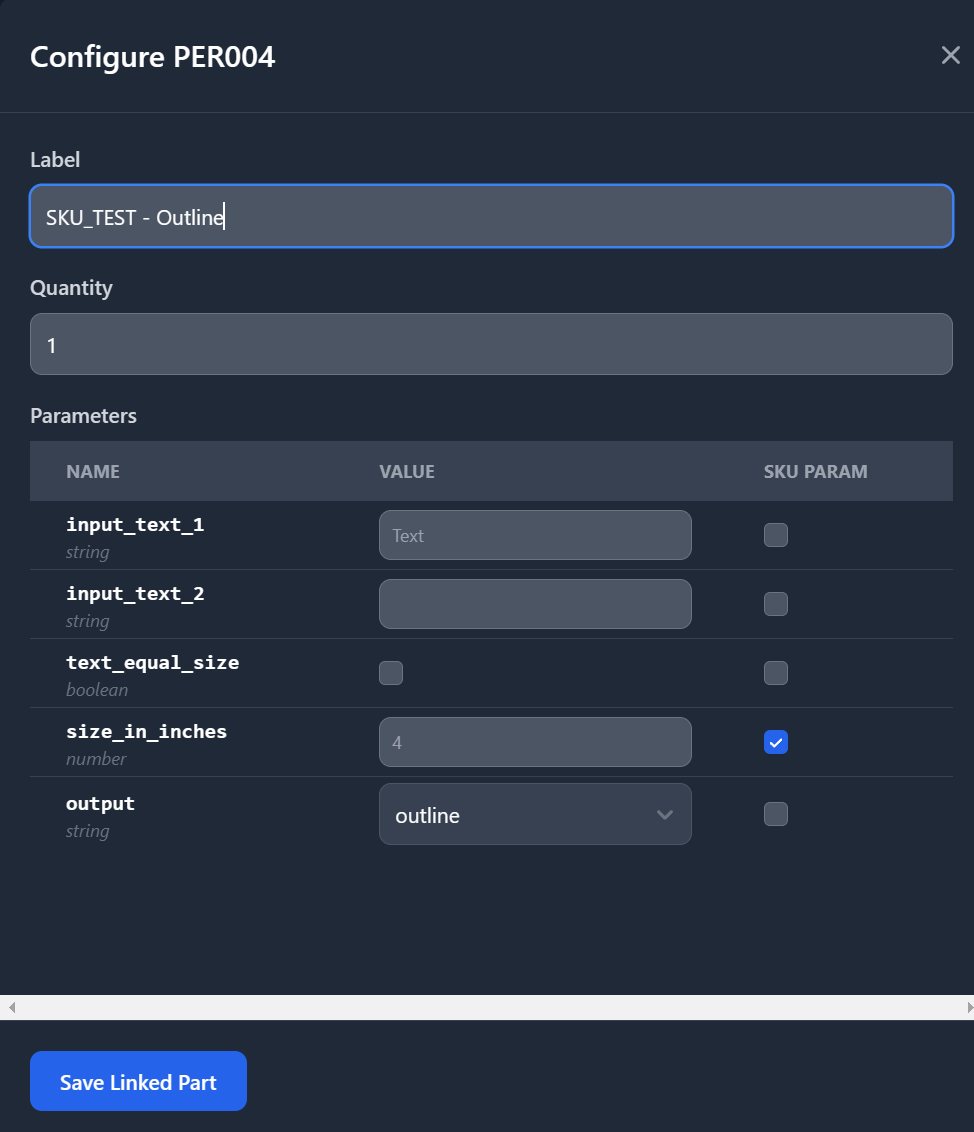 Configure PER004
Label
SKU_TEST - Outline
Quantity
1
Parameters
NAME VALUE SKU PARAM
input_text_1
string
Text
input_text_2
string
text_equal_size
boolean
size_in_inches
number
4
output
string
outline
Save Linked Part